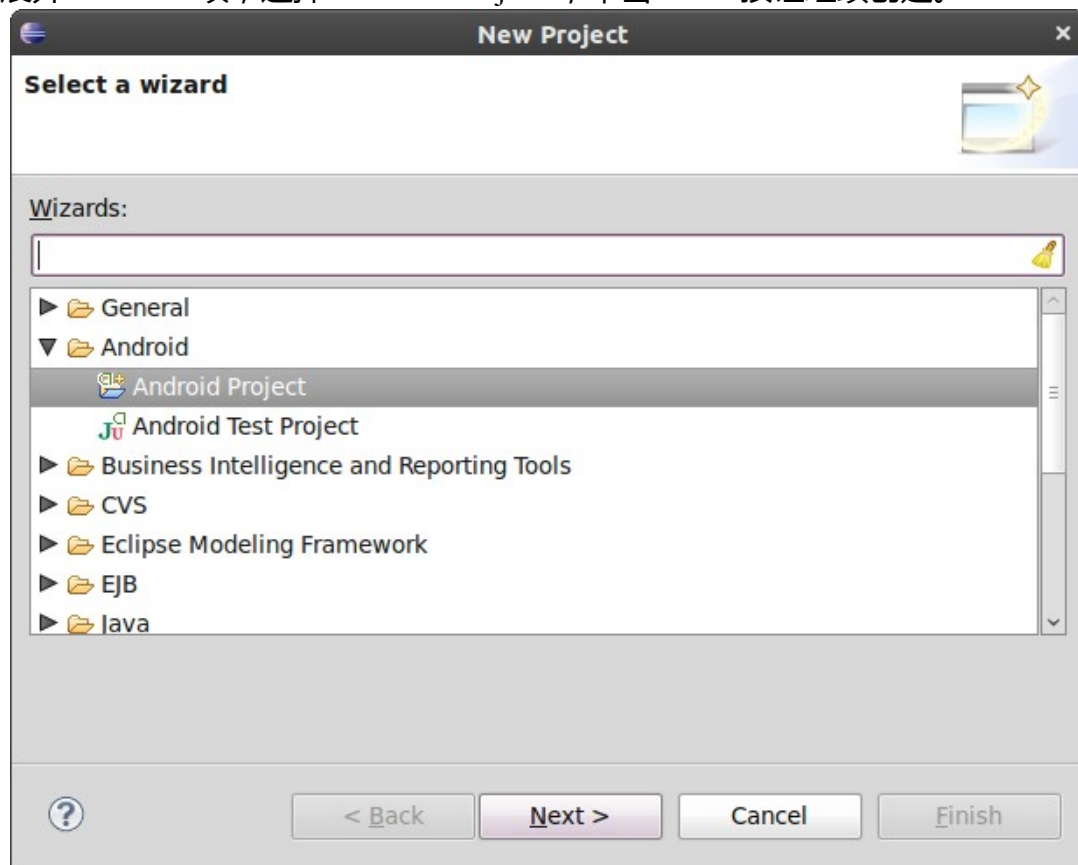 New Project
Select a wizard
Wizards:
General
Android
Android Project
Android Test Project
Business Intelligence and Reporting Tools
CVS
Eclipse Modeling Framework
EJB
Java
< Back Next > Cancel Finish